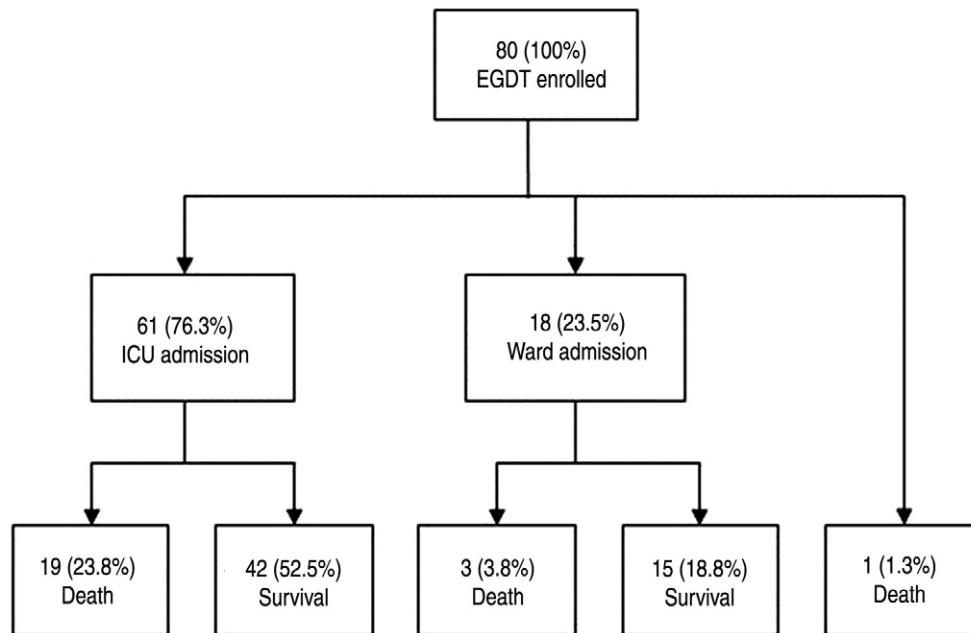 80 (100%)
EGDT enrolled
61 (76.3%)
ICU admission
18 (23.5%)
Ward admission
19 (23.8%)
Death
42 (52.5%)
Survival
3 (3.8%)
Death
15 (18.8%)
Survival
1 (1.3%)
Death